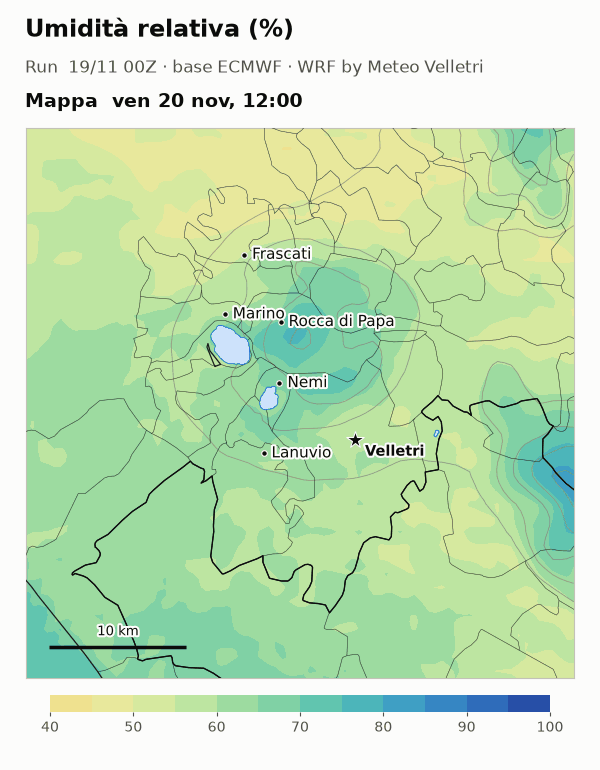 Umidità relativa (%)
Run  19/11 00Z · base ECMWF · WRF by Meteo Velletri
Mappa  ven 20 nov, 12:00
Frascati
Marino
Rocca di Papa
Nemi
Lanuvio
Velletri
10 km
40 50 60 70 80 90 100